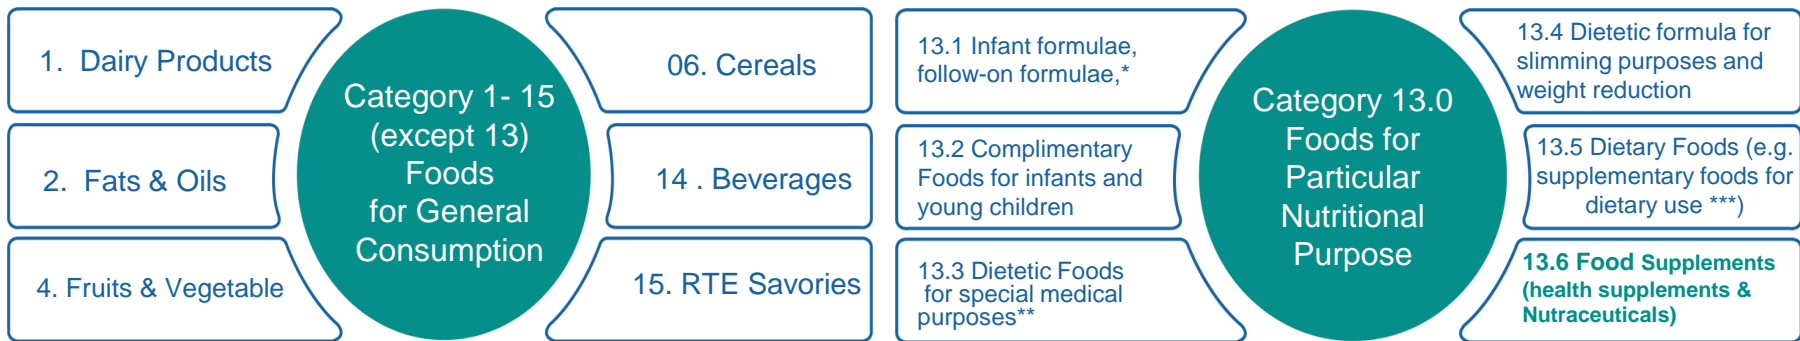 1. Dairy Products
2. Fats & Oils
4. Fruits & Vegetable
Category 1- 15
(except 13)
Foods
for General
Consumption
06. Cereals
14 . Beverages
15. RTE Savories
13.1 Infant formulae,
follow-on formulae,*
13.2 Complimentary
Foods for infants and
young children
13.3 Dietetic Foods
for special medical
purposes**
Category 13.0
Foods for
Particular
Nutritional
Purpose
13.4 Dietetic formula for
slimming purposes and
weight reduction
13.5 Dietary Foods (e.g.
supplementary foods for
dietary use ***)
13.6 Food Supplements
(health supplements &
Nutraceuticals)